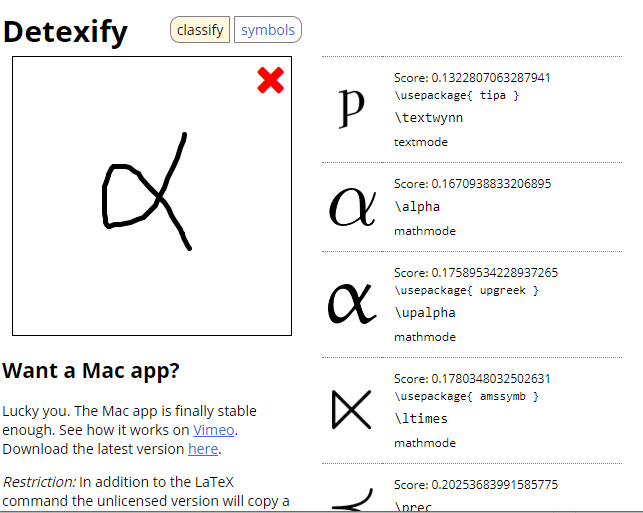 Detexify
classify
symbols
α
Want a Mac app?
Lucky you. The Mac app is finally stable
enough. See how it works on Vimeo.
Download the latest version here.
Restriction: In addition to the LaTeX
command the unlicensed version will copy a
Score: 0.1322807063287941
\usepackage{ tipa }
\textwynn
textmode
α
Score: 0.1670938833206895
\alpha
mathmode
α
Score: 0.17589534228937265
\usepackage{ upgreek }
\upalpha
mathmode
⋉
Score: 0.1780348032502631
\usepackage{ amssymb }
\ltimes
mathmode
Score: 0.20253683991585775
\prec